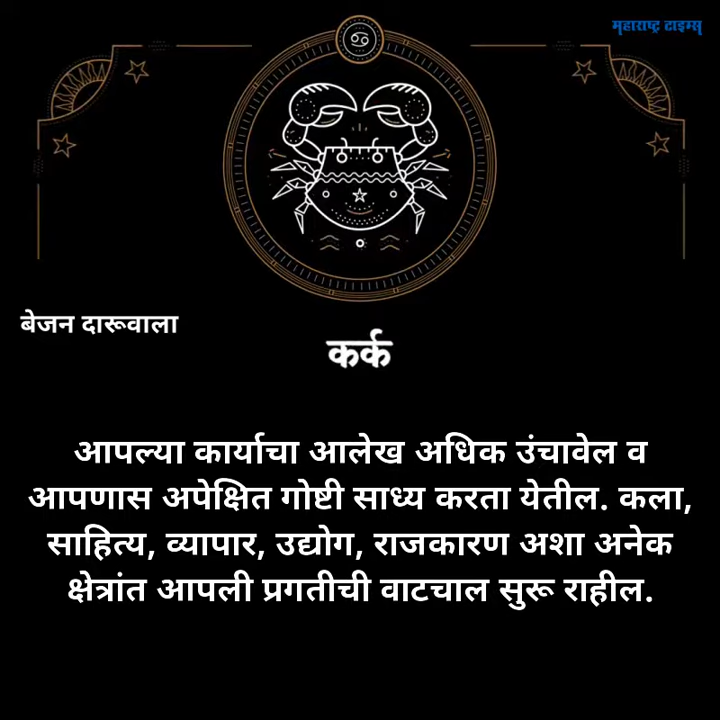 महाराष्ट्र टाइम्स
बेजन दारूवाला
कर्क
आपल्या कार्याचा आलेख अधिक उंचावेल व
आपणास अपेक्षित गोष्टी साध्य करता येतील. कला,
साहित्य, व्यापार, उद्योग, राजकारण अशा अनेक
क्षेत्रांत आपली प्रगतीची वाटचाल सुरू राहील.